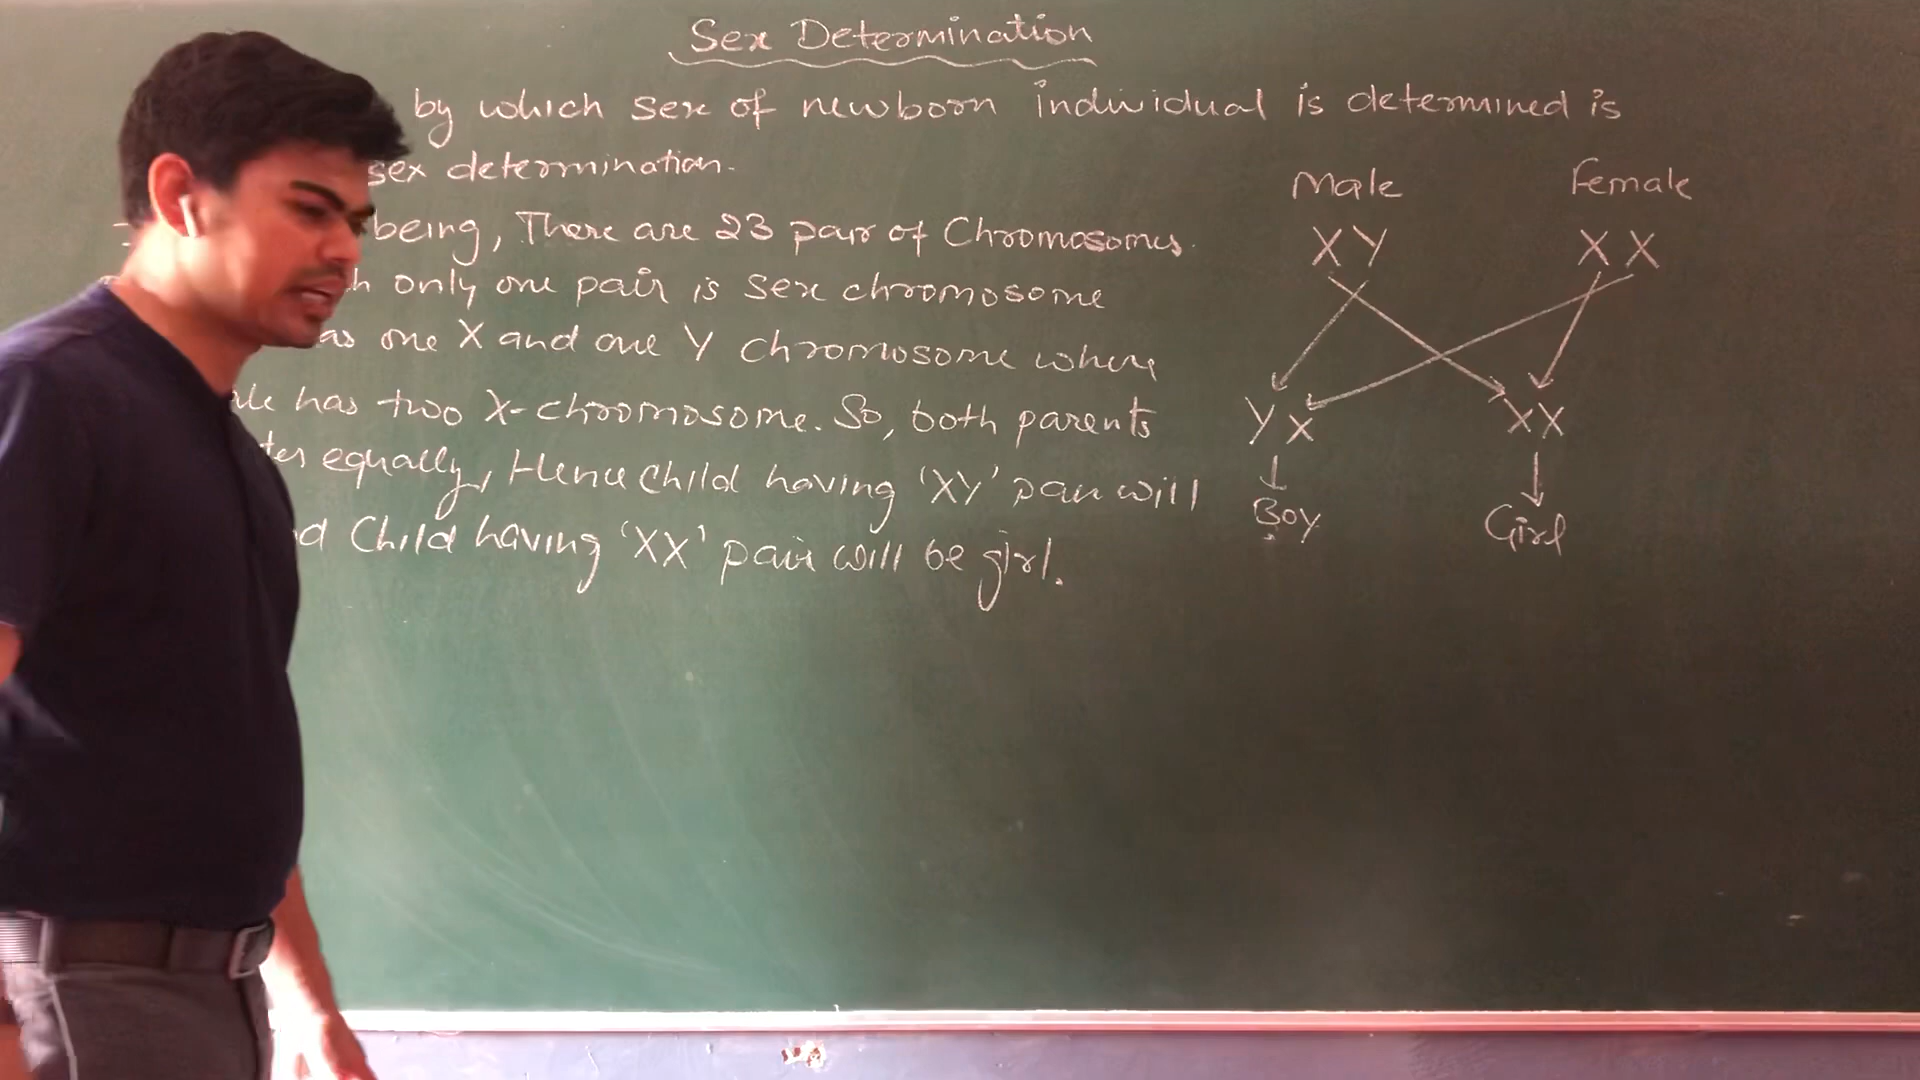 Sex Determination
by which sex of newborn individual is determined is
sex determination.
Male Female
being, There are 23 pair of Chromosomes.
XY XX
only one pair is sex chromosome
as one X and one Y chromosome where
has two X-chromosome. So, both parents
YX XX
equally, Hence Child having 'XY' pair will
Boy Girl
Child having 'XX' pair will be girl.